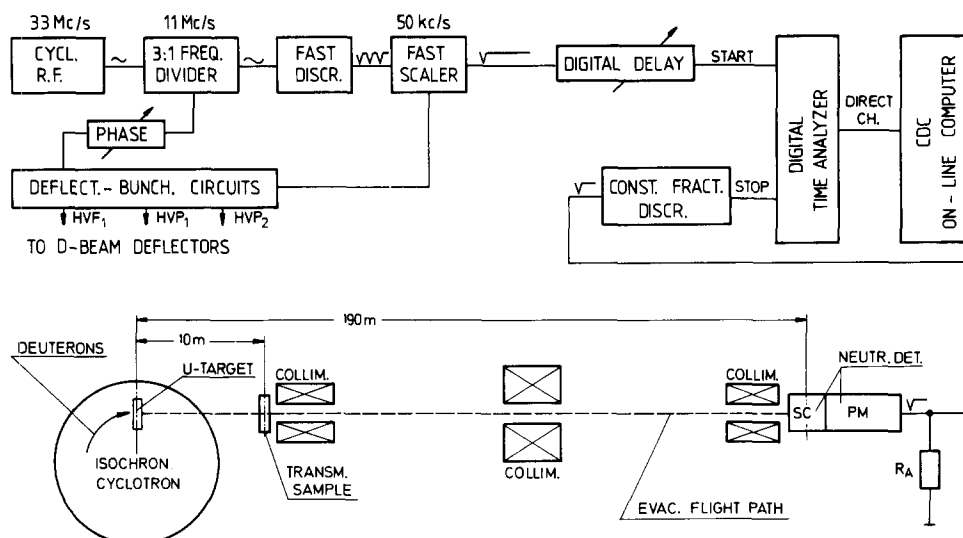 33 Mc/s
11 Mc/s
50 kc/s
CYCL.
R.F.
~
3:1 FREQ.
DIVIDER
~
FAST
DISCR.
FAST
SCALER
DIGITAL DELAY
START
DIGITAL
TIME ANALYZER
DIRECT
CH.
CDC
ON-LINE COMPUTER
PHASE
DEFLECT.-BUNCH. CIRCUITS
HVF1
HVP1
HVP2
TO D-BEAM DEFLECTORS
CONST. FRACT.
DISCR.
STOP
190m
10m
DEUTERONS
U-TARGET
COLLIM.
COLLIM.
COLLIM.
NEUTR. DET.
SC
PM
RA
ISOCHRON.
CYCLOTRON
TRANSM.
SAMPLE
EVAC. FLIGHT PATH